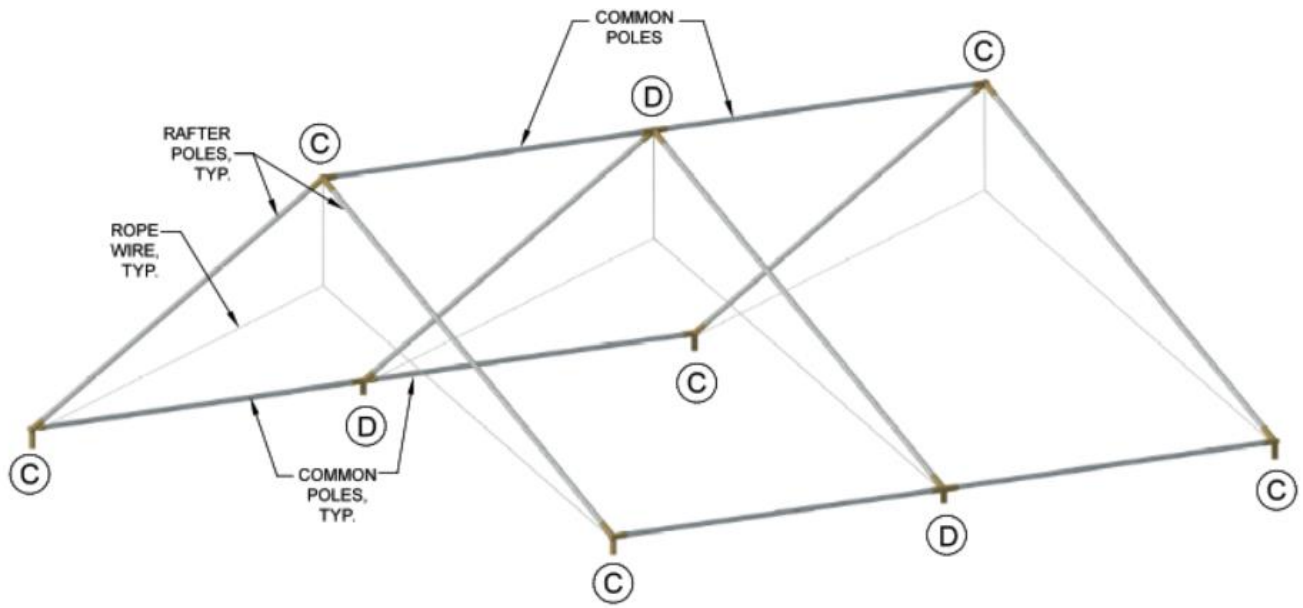 COMMON
POLES
C
D
C
RAFTER
POLES,
TYP.
ROPE
WIRE,
TYP.
C
D
C
COMMON
POLES,
TYP.
C
D
C